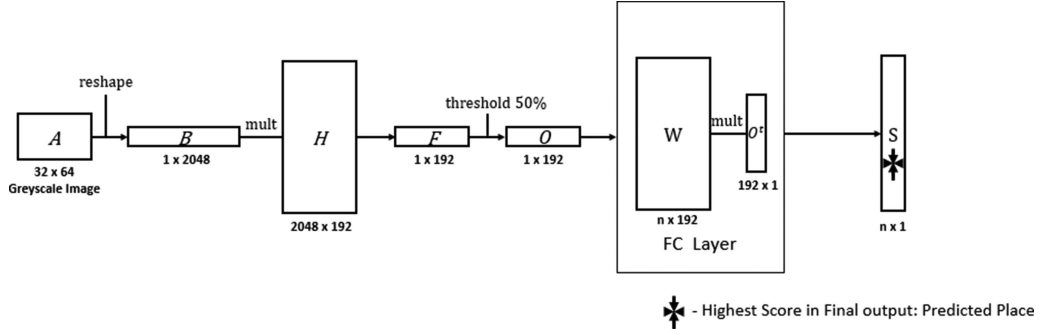 reshape
A
32 x 64
Greyscale Image
B
1 x 2048
mult
H
2048 x 192
F
1 x 192
threshold 50%
O
1 x 192
W
n x 192
mult
Oᵗ
192 x 1
FC Layer
S
n x 1
- Highest Score in Final output: Predicted Place